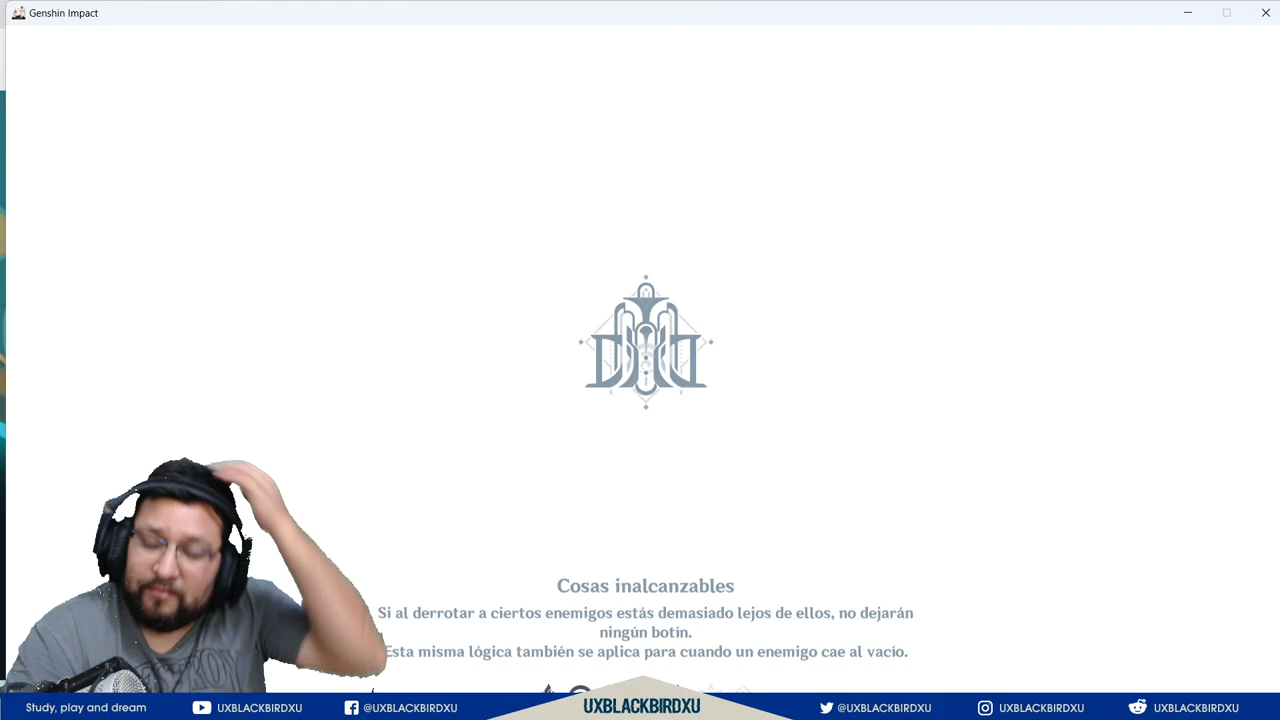 Genshin Impact
Cosas inalcanzables
Si al derrotar a ciertos enemigos estás demasiado lejos de ellos, no dejarán
ningún botín.
Esta misma lógica también se aplica para cuando un enemigo cae al vacio.
Study, play and dream
UXBLACKBIRDXU
@UXBLACKBIRDXU
UXBLACKBIRDXU
@UXBLACKBIRDXU
UXBLACKBIRDXU
UXBLACKBIRDXU